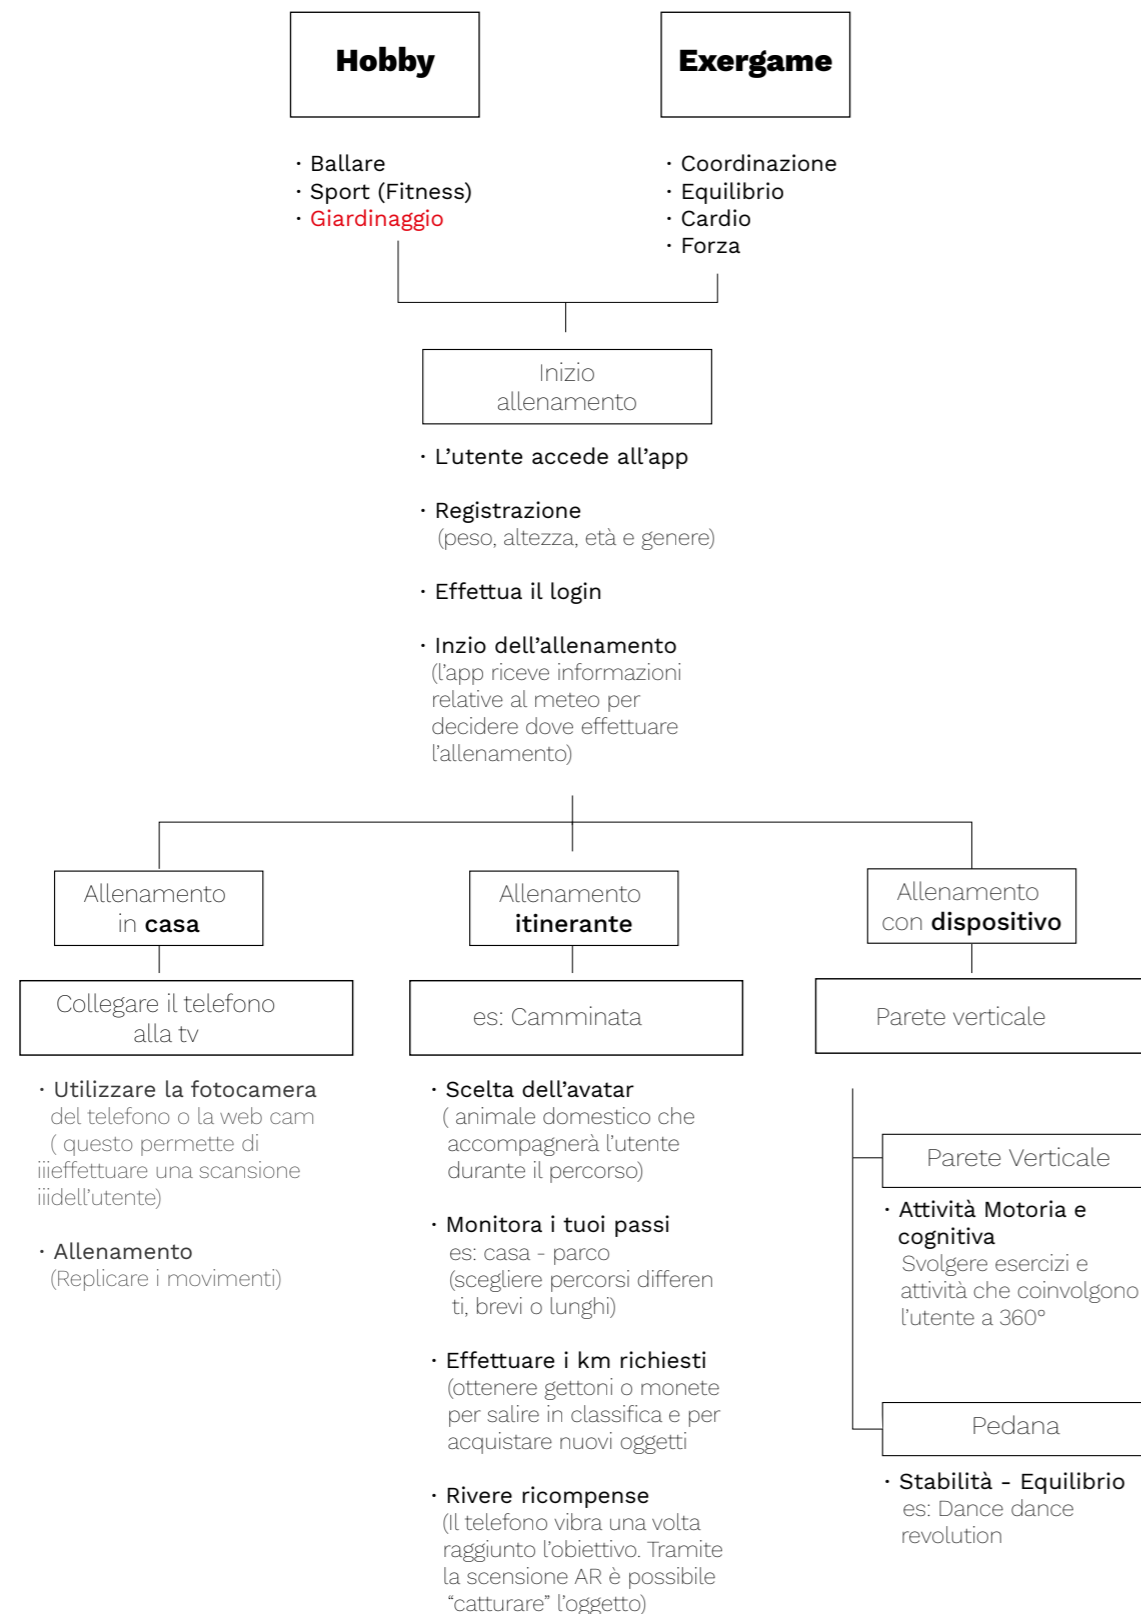 Hobby
· Ballare
· Sport (Fitness)
· Giardinaggio
Exergame
· Coordinazione
· Equilibrio
· Cardio
· Forza
Inizio
allenamento
· L'utente accede all'app
· Registrazione
(peso, altezza, età e genere)
· Effettua il login
· Inzio dell'allenamento
(l'app riceve informazioni
relative al meteo per
decidere dove effettuare
l'allenamento)
Allenamento
in casa
Collegare il telefono
alla tv
· Utilizzare la fotocamera
del telefono o la web cam
( questo permette di
iiieffettuare una scansione
iiidell'utente)
· Allenamento
(Replicare i movimenti)
Allenamento
itinerante
es: Camminata
· Scelta dell'avatar
( animale domestico che
accompagnerà l'utente
durante il percorso)
· Monitora i tuoi passi
es: casa - parco
(scegliere percorsi differen
ti, brevi o lunghi)
· Effettuare i km richiesti
(ottenere gettoni o monete
per salire in classifica e per
acquistare nuovi oggetti
· Rivere ricompense
(Il telefono vibra una volta
raggiunto l'obiettivo. Tramite
la scensione AR è possibile
"catturare" l'oggetto)
Allenamento
con dispositivo
Parete verticale
Parete Verticale
· Attività Motoria e
cognitiva
Svolgere esercizi e
attività che coinvolgono
l'utente a 360°
Pedana
· Stabilità - Equilibrio
es: Dance dance
revolution